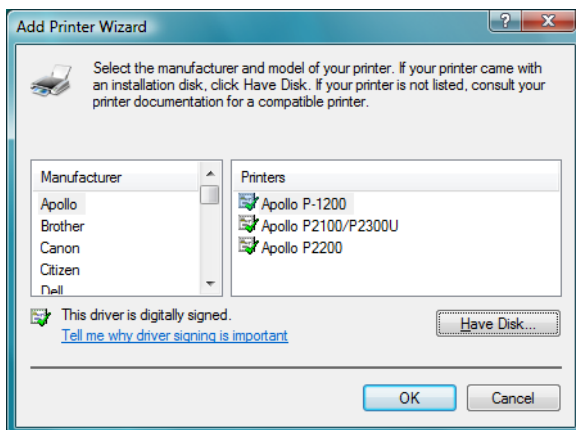 Add Printer Wizard
Select the manufacturer and model of your printer. If your printer came with
an installation disk, click Have Disk. If your printer is not listed, consult your
printer documentation for a compatible printer.
Manufacturer
Apollo
Brother
Canon
Citizen
Dell
Printers
Apollo P-1200
Apollo P2100/P2300U
Apollo P2200
This driver is digitally signed.
Tell me why driver signing is important
Have Disk...
OK
Cancel